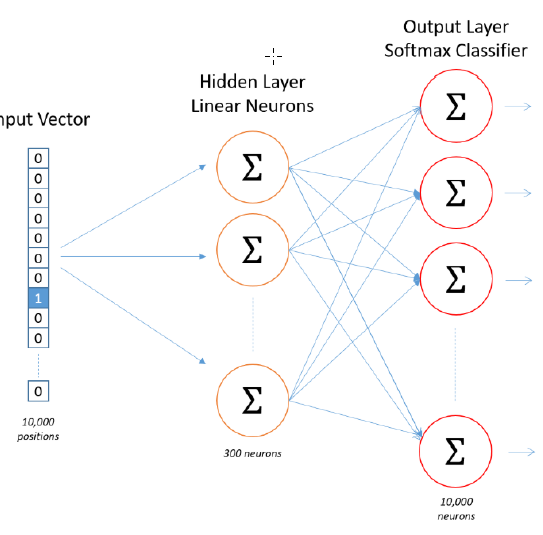 Output Layer
Softmax Classifier
Hidden Layer
Linear Neurons
nput Vector
0
0
0
0
0
0
0
1
0
0
0
10,000
positions
Σ
Σ
Σ
300 neurons
Σ
Σ
Σ
Σ
10,000
neurons